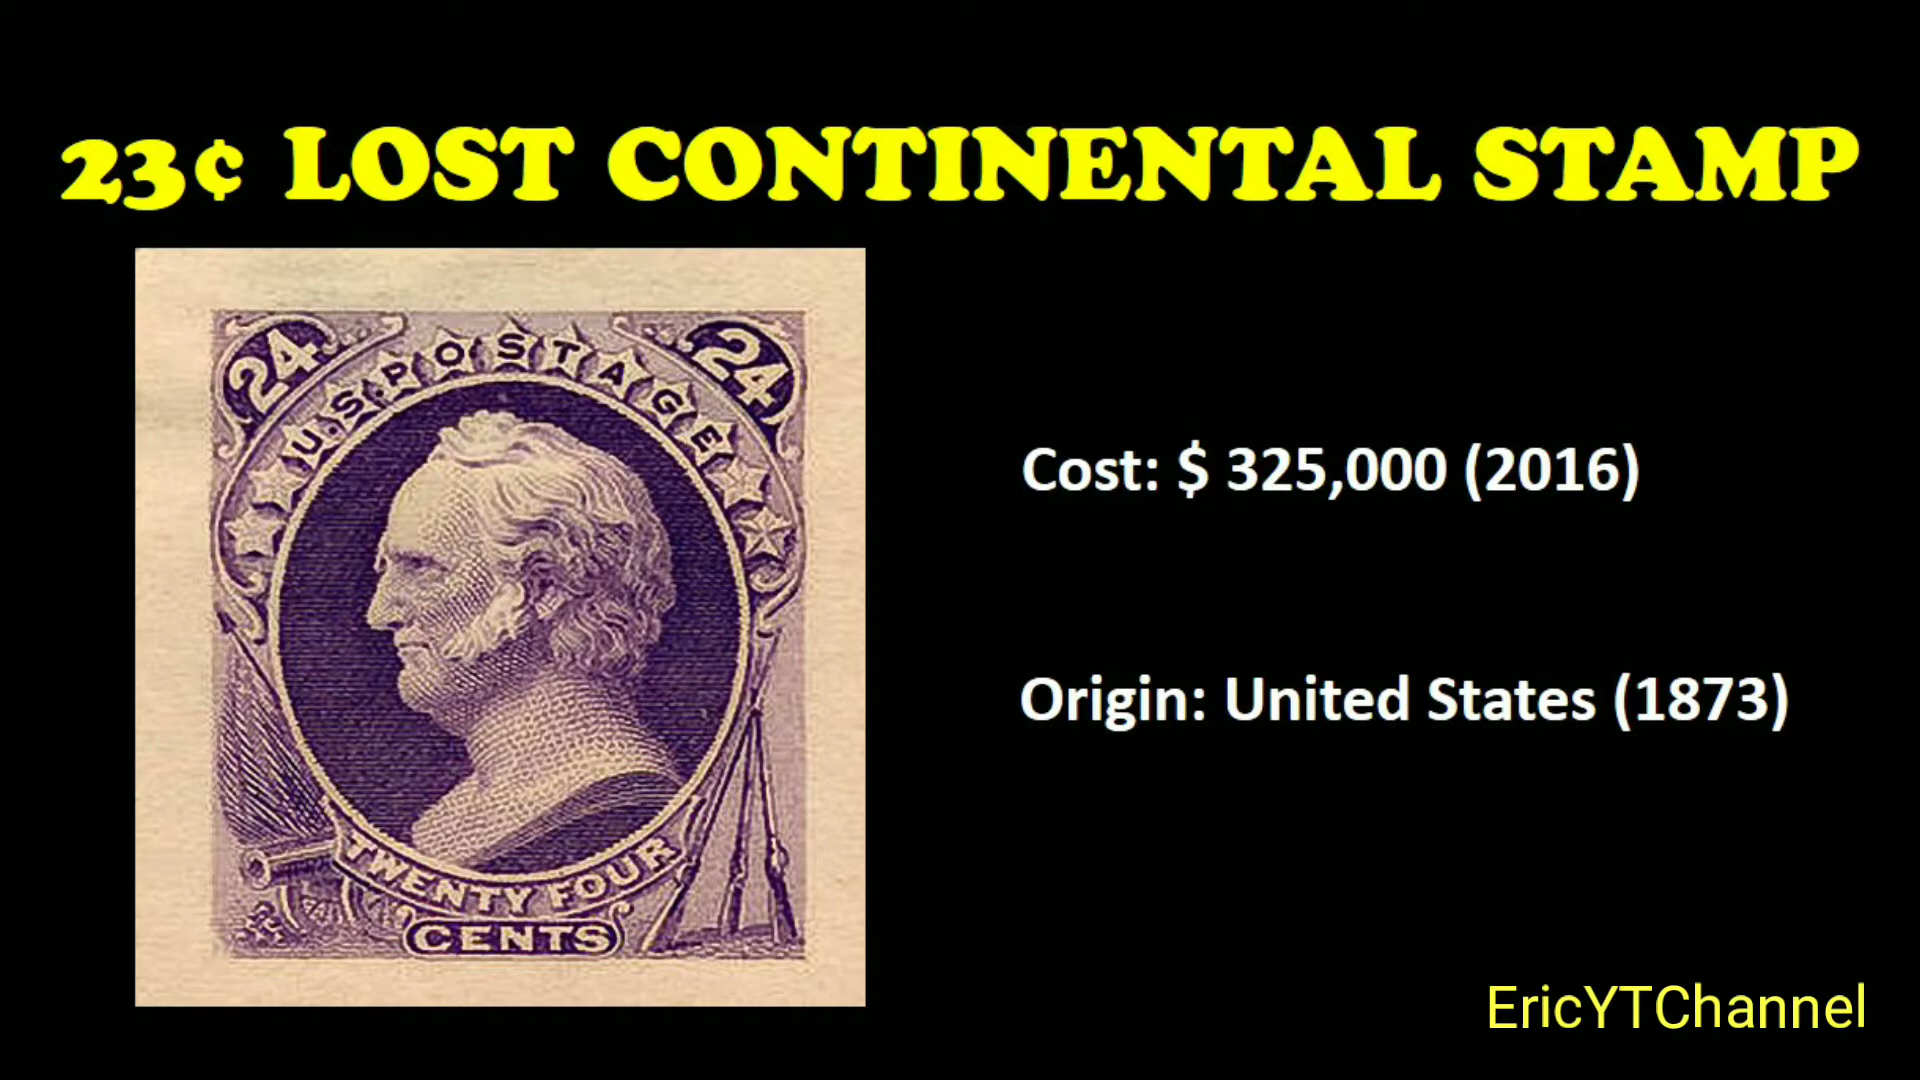 23¢ LOST CONTINENTAL STAMP
24 24
U.S. POSTAGE
TWENTY FOUR
CENTS
Cost: $ 325,000 (2016)
Origin: United States (1873)
EricYTChannel